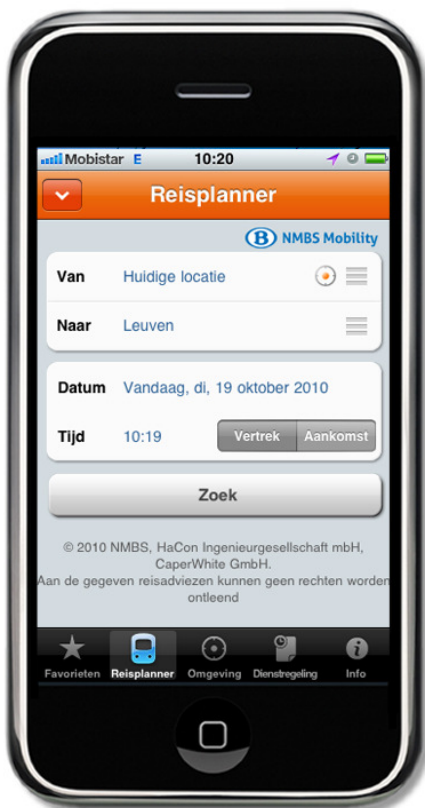 Mobistar E 10:20
Reisplanner
B NMBS Mobility
Van Huidige locatie
Naar Leuven
Datum Vandaag, di, 19 oktober 2010
Tijd 10:19 Vertrek Aankomst
Zoek
© 2010 NMBS, HaCon Ingenieurgesellschaft mbH,
CaperWhite GmbH.
Aan de gegeven reisadviezen kunnen geen rechten worden
ontleend
Favorieten Reisplanner Omgeving Dienstregeling Info